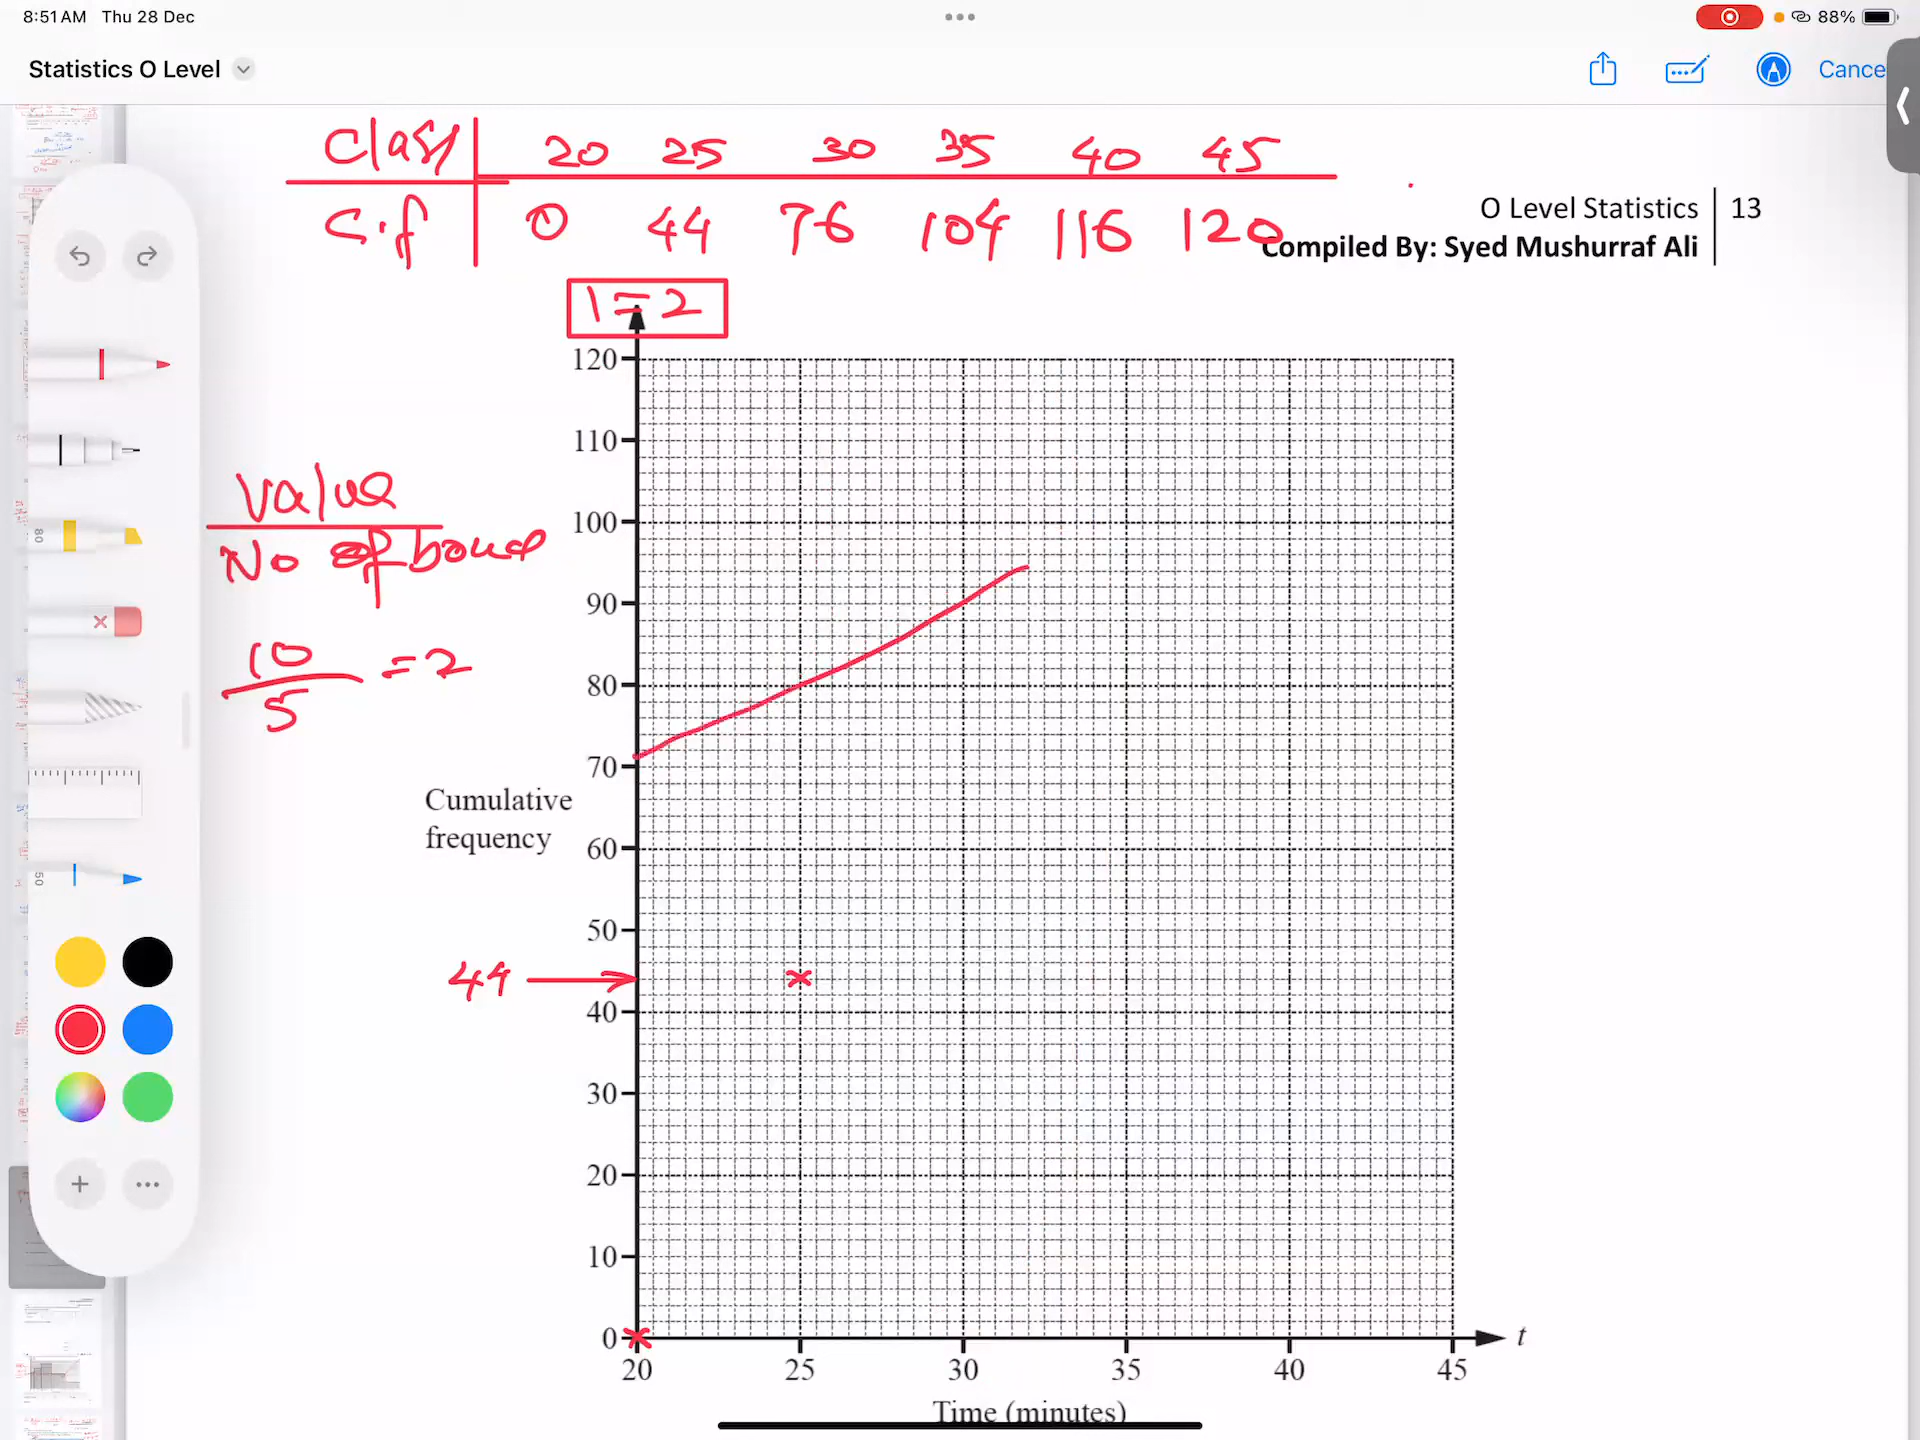 8:51 AM Thu 28 Dec
88%
Statistics O Level
Cance
Class 20 25 30 35 40 45
C.f 0 44 76 104 116 120
O Level Statistics 13
Compiled By: Syed Mushurraf Ali
1 = 2
120
110
Value
No of boxes
100
90
10
5
= 2
80
70
Cumulative
frequency
60
50
44
40
30
20
10
0
t
20 25 30 35 40 45
Time (minutes)
80
50